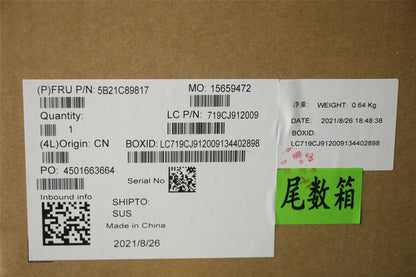 (P)FRU P/N: 5B21C89817
MO: 15659472
Quantity:
1
LC P/N: 719CJ912009
(4L)Origin: CN
BOXID: LC719CJ912009134402898
PO: 4501663664
Serial No
Inbound info
SHIPTO:
SUS
Made in China
2021/8/26
净重: WEIGHT: 0.64 Kg
DATE: 2021/8/26 18:48:38
BOXID:
LC719CJ912009134402898
尾数箱